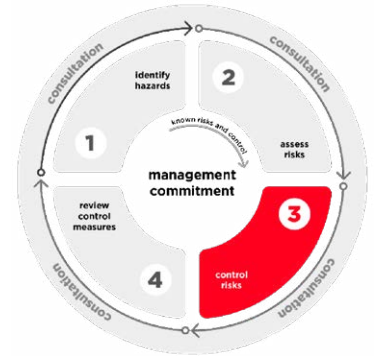 consultation
consultation
identify
hazards
1
2
assess
risks
known risks and control
management
commitment
review
control
measures
4
3
control
risks
consultation
consultation